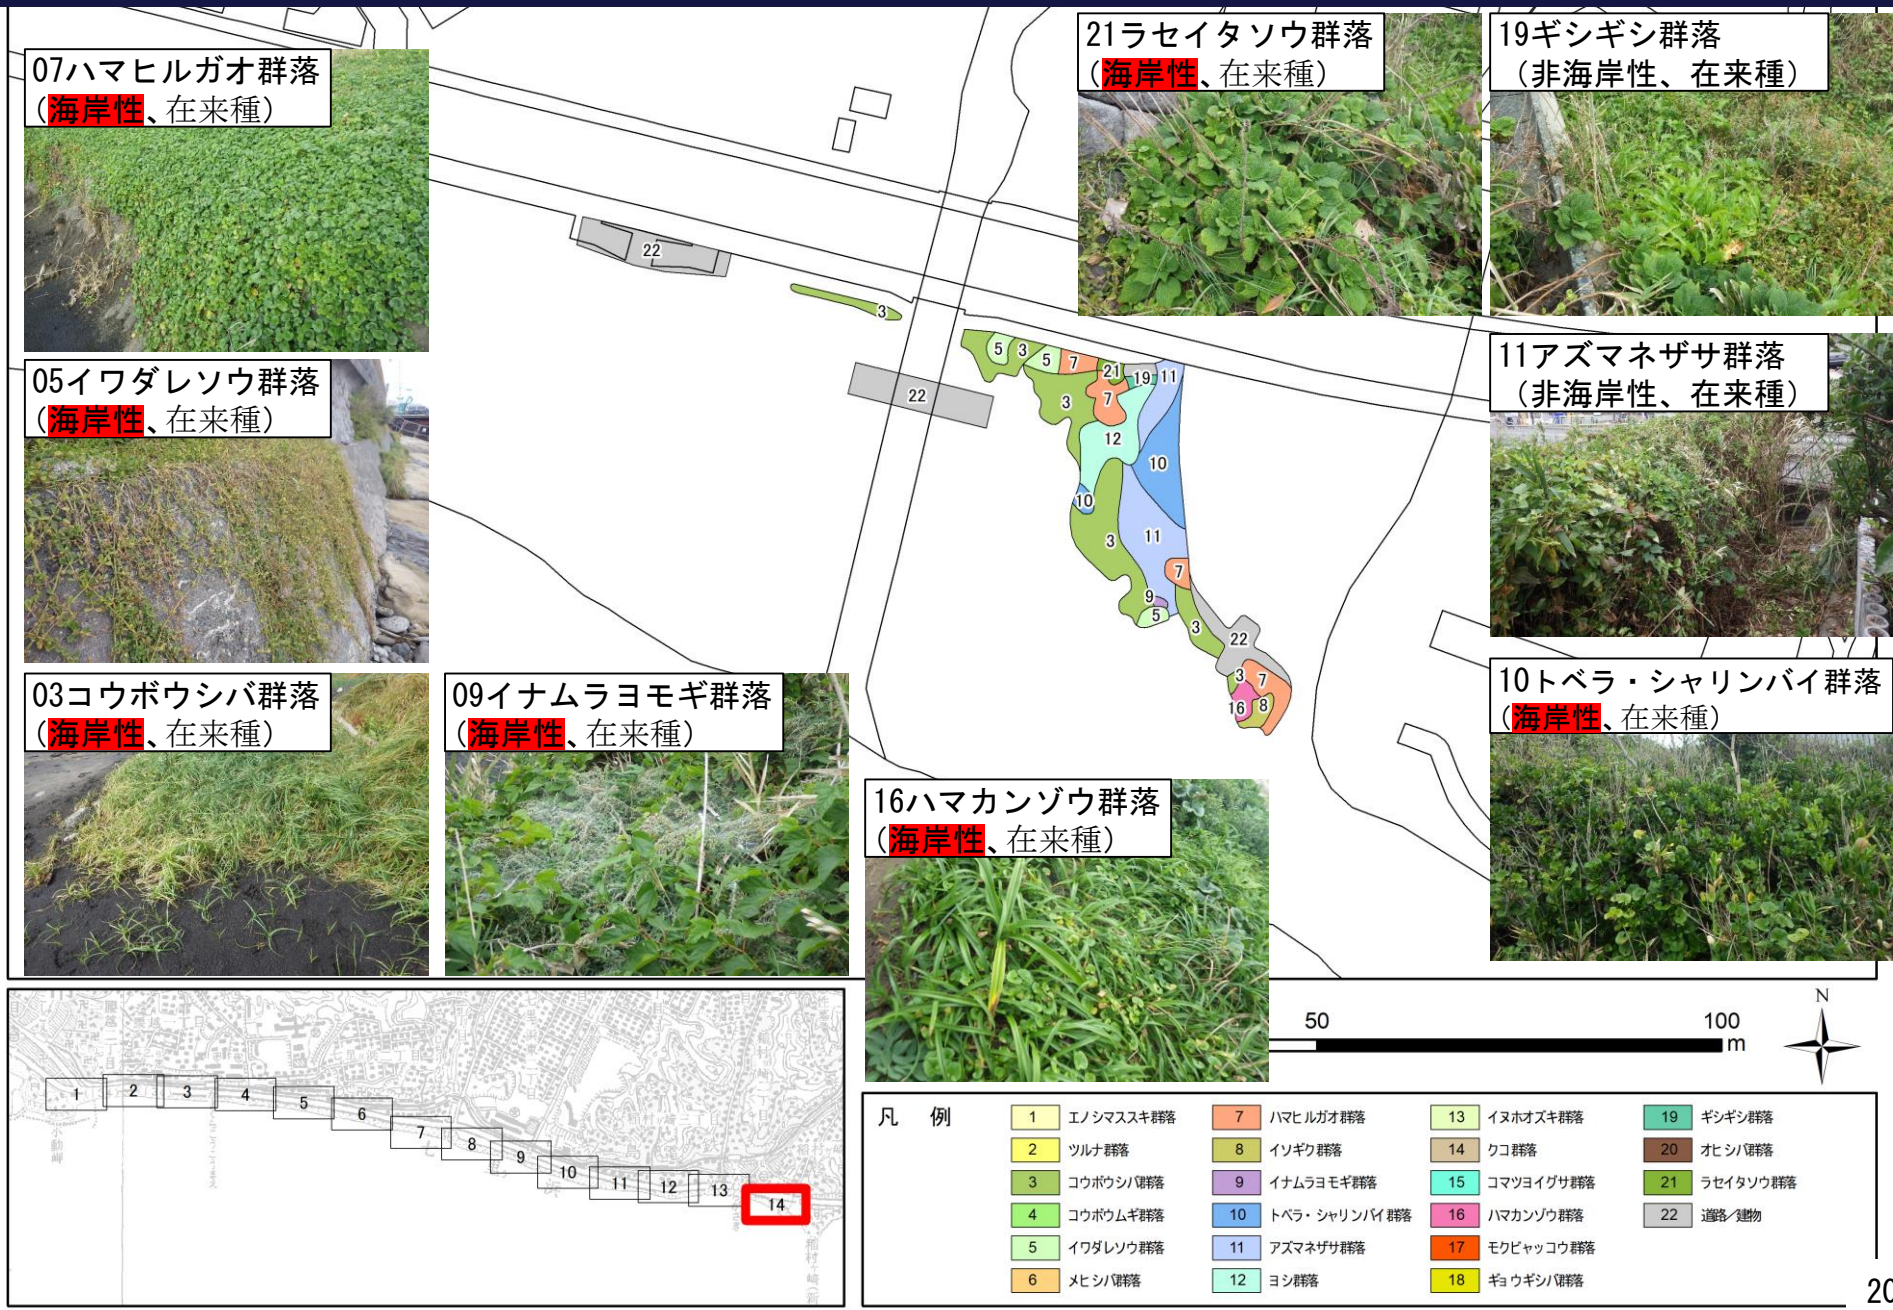 07ハマヒルガオ群落
(海岸性、在来種)
21ラセイタソウ群落
(海岸性、在来種)
19ギシギシ群落
(非海岸性、在来種)
05イワダレソウ群落
(海岸性、在来種)
11アズマネザサ群落
(非海岸性、在来種)
03コウボウシバ群落
(海岸性、在来種)
09イナムラヨモギ群落
(海岸性、在来種)
16ハマカンゾウ群落
(海岸性、在来種)
10トベラ・シャリンバイ群落
(海岸性、在来種)
22
3
22
5
3
5
7
21
19
11
3
7
12
10
10
3
11
7
9
5
3
22
3
7
16
8
1
2
3
4
5
6
7
8
9
10
11
12
13
14
小動岬
50
100
m
N
凡 例
1 エノシマススキ群落
2 ツルナ群落
3 コウボウシバ群落
4 コウボウムギ群落
5 イワダレソウ群落
6 メヒシバ群落
7 ハマヒルガオ群落
8 イソギク群落
9 イナムラヨモギ群落
10 トベラ・シャリンバイ群落
11 アズマネザサ群落
12 ヨシ群落
13 イヌホオズキ群落
14 クコ群落
15 コマツヨイグサ群落
16 ハマカンゾウ群落
17 モクビャッコウ群落
18 ギョウギシバ群落
19 ギシギシ群落
20 オヒシバ群落
21 ラセイタソウ群落
22 道路/建物
20